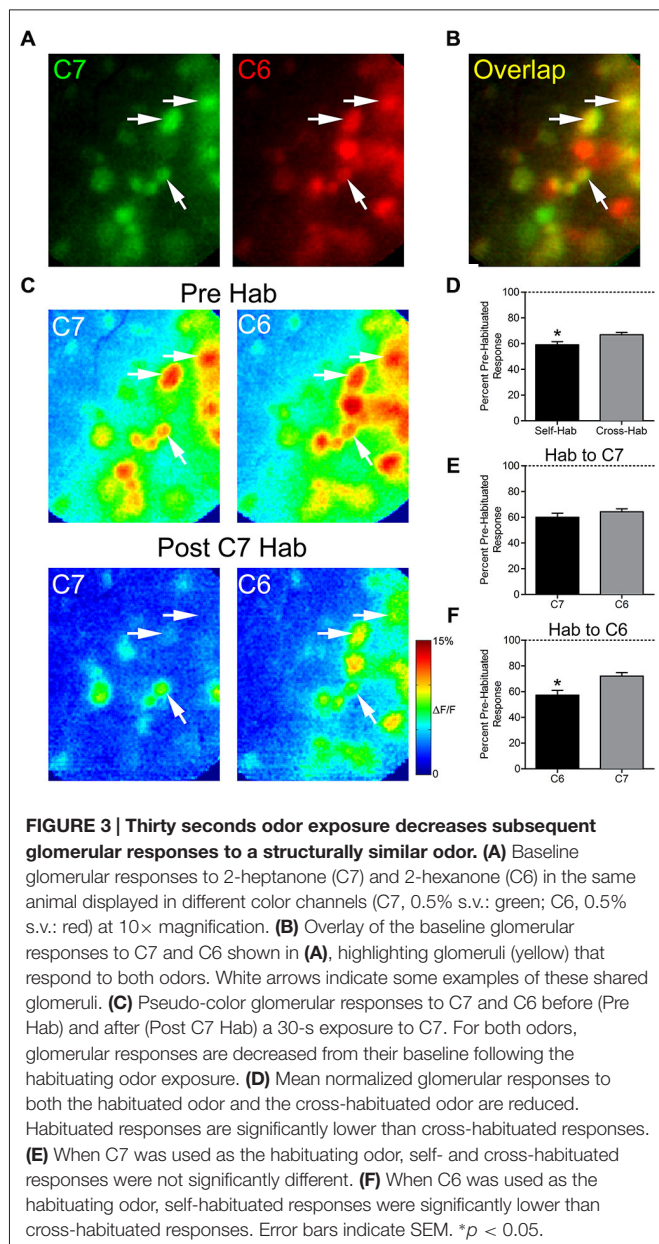 A
C7
C6
B
Overlap
C
Pre Hab
C7
C6
Post C7 Hab
C7
C6
15%
ΔF/F
0
D
Percent Pre-Habituated
Response
100
80
60
40
20
0
*
Self-Hab
Cross-Hab
E
Hab to C7
Percent Pre-Habituated
Response
100
80
60
40
20
0
C7
C6
F
Hab to C6
Percent Pre-Habituated
Response
100
80
60
40
20
0
*
C6
C7
FIGURE 3 | Thirty seconds odor exposure decreases subsequent
glomerular responses to a structurally similar odor. (A) Baseline
glomerular responses to 2-heptanone (C7) and 2-hexanone (C6) in the same
animal displayed in different color channels (C7, 0.5% s.v.: green; C6, 0.5%
s.v.: red) at 10× magnification. (B) Overlay of the baseline glomerular
responses to C7 and C6 shown in (A), highlighting glomeruli (yellow) that
respond to both odors. White arrows indicate some examples of these shared
glomeruli. (C) Pseudo-color glomerular responses to C7 and C6 before (Pre
Hab) and after (Post C7 Hab) a 30-s exposure to C7. For both odors,
glomerular responses are decreased from their baseline following the
habituating odor exposure. (D) Mean normalized glomerular responses to
both the habituated odor and the cross-habituated odor are reduced.
Habituated responses are significantly lower than cross-habituated responses.
(E) When C7 was used as the habituating odor, self- and cross-habituated
responses were not significantly different. (F) When C6 was used as the
habituating odor, self-habituated responses were significantly lower than
cross-habituated responses. Error bars indicate SEM. *p < 0.05.